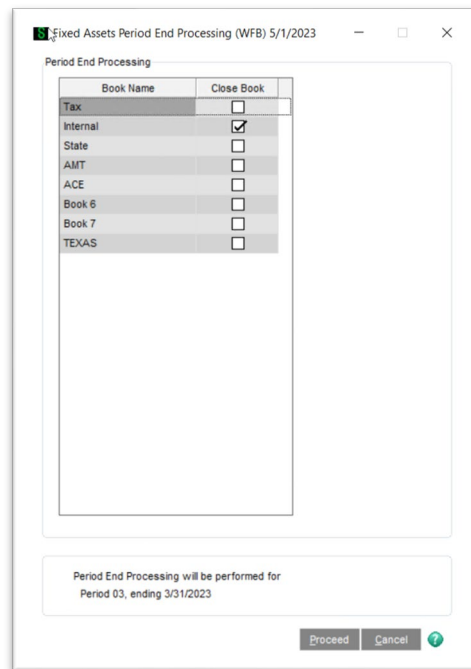 S Fixed Assets Period End Processing (WFB) 5/1/2023
Period End Processing
Book Name Close Book
Tax
Internal
State
AMT
ACE
Book 6
Book 7
TEXAS
Period End Processing will be performed for
Period 03, ending 3/31/2023
Proceed Cancel ?